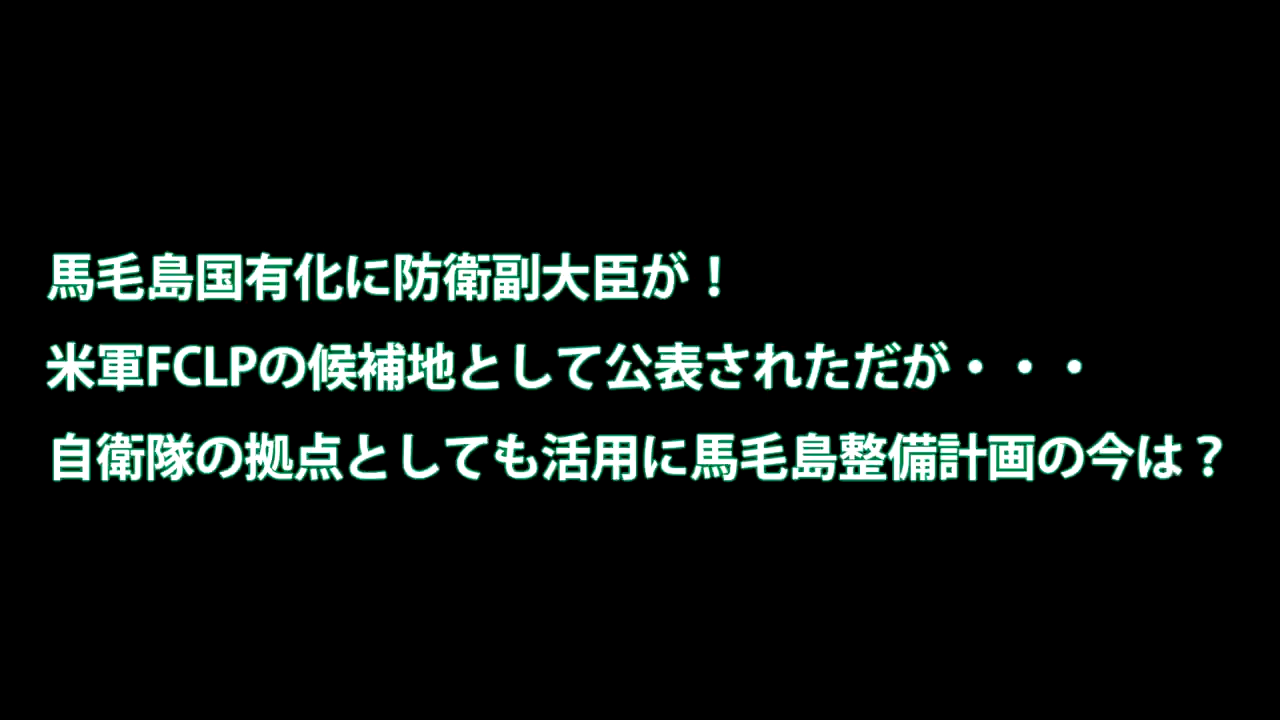 馬毛島国有化に防衛副大臣が！
米軍FCLPの候補地として公表されただが・・・
自衛隊の拠点としても活用に馬毛島整備計画の今は？